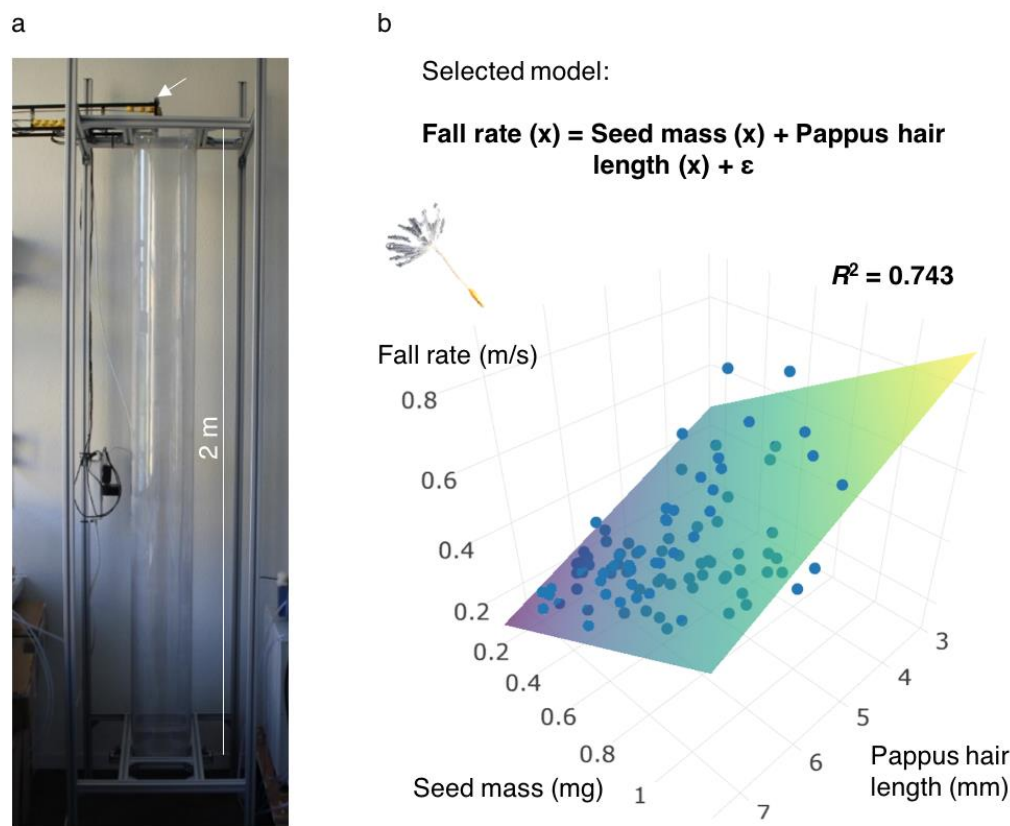 a
b
2 m
Selected model:
Fall rate (x) = Seed mass (x) + Pappus hair
length (x) + ε
R² = 0.743
Fall rate (m/s)
0.8
0.6
0.4
0.2
0.2
0.4
0.6
0.8
1
Seed mass (mg)
3
4
5
6
7
Pappus hair
length (mm)